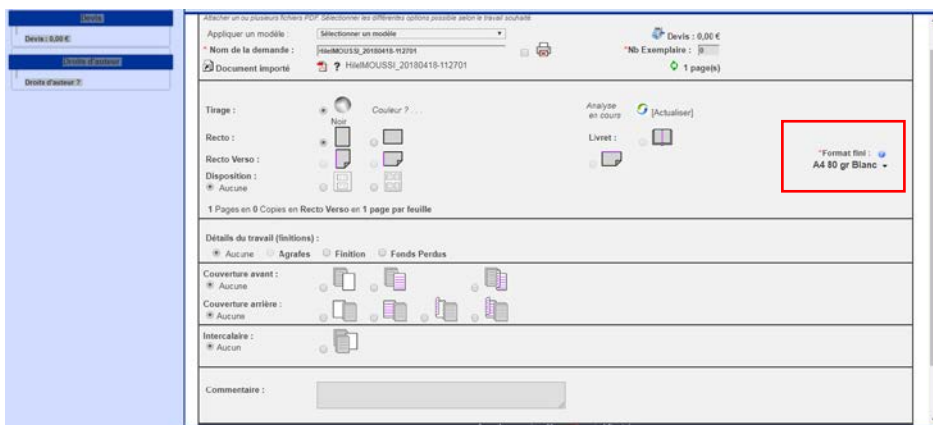 Devis
Devis : 0,00 €
Droits d'auteur
Droits d'auteur ?
Attacher un ou plusieurs fichiers PDF. Sélectionner les différentes options possible selon le travail souhaité
Appliquer un modèle : Sélectionner un modèle Devis : 0,00 €
* Nom de la demande : HilelMOUSSI_20180418-112701 *Nb Exemplaire : 0
Document importé ? HilelMOUSSI_20180418-112701 1 page(s)
Tirage : Noir Couleur ? . . . Analyse en cours [Actualiser]
Recto : Livret :
Recto Verso : *Format fini :
A4 80 gr Blanc
Disposition :
Aucune
1 Pages en 0 Copies en Recto Verso en 1 page par feuille
Détails du travail (finitions) :
Aucune Agrafes Finition Fonds Perdus
Couverture avant :
Aucune
Couverture arrière :
Aucune
Intercalaire :
Aucun
Commentaire :